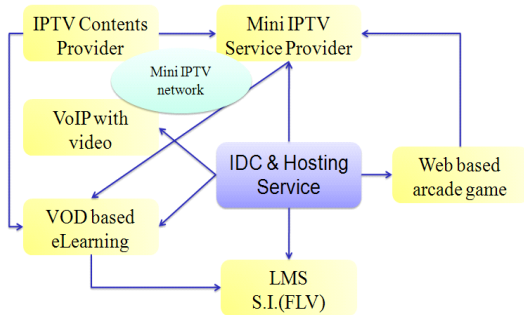 IPTV Contents
Provider
Mini IPTV
Service Provider
Mini IPTV
network
VoIP with
video
IDC & Hosting
Service
Web based
arcade game
VOD based
eLearning
LMS
S.I.(FLV)